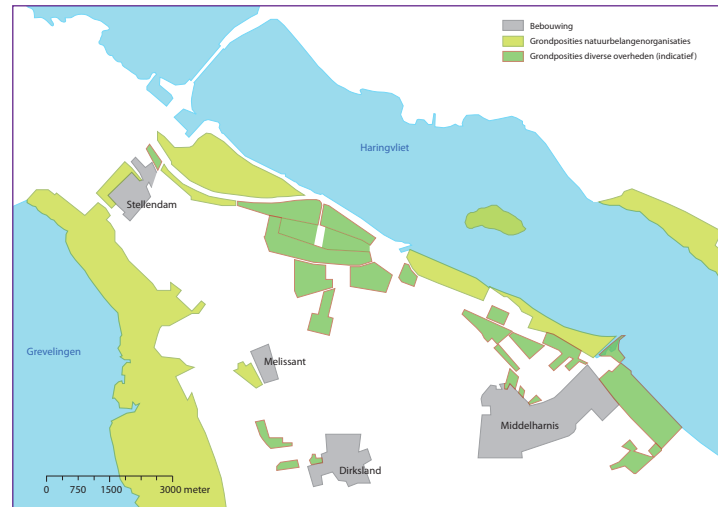 Bebouwing
Grondposities natuurbelangenorganisaties
Grondposities diverse overheden (indicatief)
Haringvliet
Stellendam
Grevelingen
Melissant
Middelharnis
Dirksland
0 750 1500 3000 meter